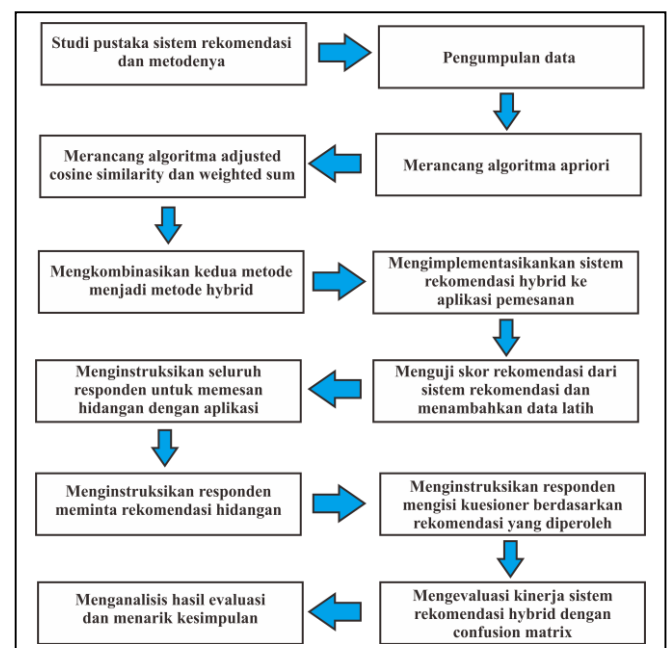 Studi pustaka sistem rekomendasi
dan metodenya
Pengumpulan data
Merancang algoritma apriori
Merancang algoritma adjusted
cosine similarity dan weighted sum
Mengkombinasikan kedua metode
menjadi metode hybrid
Mengimplementasikankan sistem
rekomendasi hybrid ke
aplikasi pemesanan
Menguji skor rekomendasi dari
sistem rekomendasi dan
menambahkan data latih
Menginstruksikan seluruh
responden untuk memesan
hidangan dengan aplikasi
Menginstruksikan responden
meminta rekomendasi hidangan
Menginstruksikan responden
mengisi kuesioner berdasarkan
rekomendasi yang diperoleh
Mengevaluasi kinerja sistem
rekomendasi hybrid dengan
confusion matrix
Menganalisis hasil evaluasi
dan menarik kesimpulan